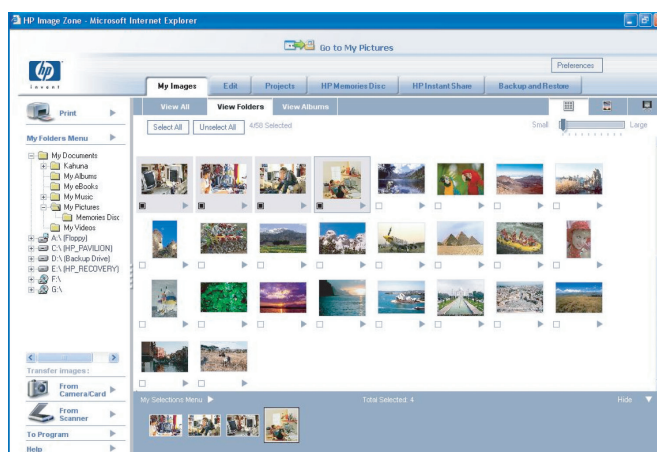 HP Image Zone - Microsoft Internet Explorer
Go to My Pictures
hp
invent
Preferences
My Images Edit Projects HP Memories Disc HP Instant Share Backup and Restore
Print
View All View Folders View Albums
Select All Unselect All 4/58 Selected
Small Large
My Folders Menu
My Documents
Kahuna
My Albums
My eBooks
My Music
My Pictures
Memories Disc
My Videos
A:\ (Floppy)
C:\ (HP_PAVILION)
D:\ (Backup Drive)
E:\ (HP_RECOVERY)
F:\
G:\
Transfer images:
From
Camera/Card
From
Scanner
To Program
Help
My Selections Menu Total Selected: 4 Hide